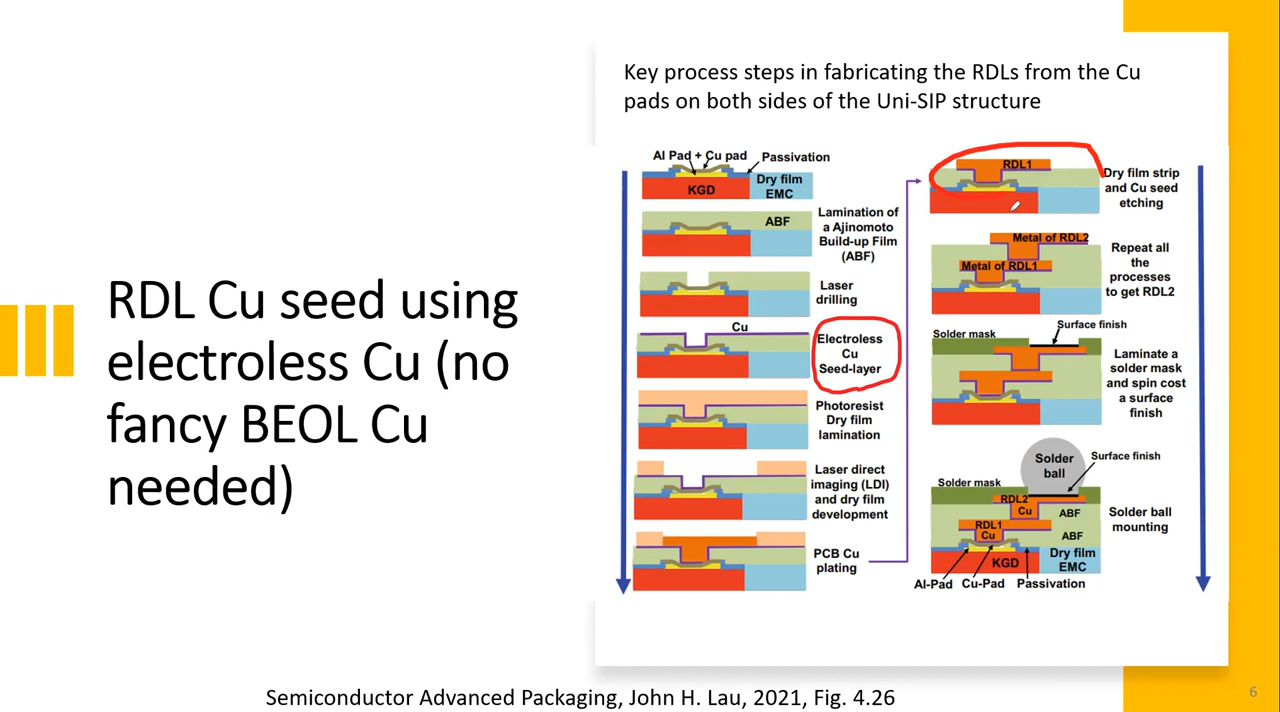 Key process steps in fabricating the RDLs from the Cu
pads on both sides of the Uni-SIP structure
RDL Cu seed using
electroless Cu (no
fancy BEOL Cu
needed)
Al Pad + Cu pad
Passivation
KGD
Dry film
EMC
ABF
Lamination of
a Ajinomoto
Build-up Film
(ABF)
Laser
drilling
Cu
Electroless
Cu
Seed-layer
Photoresist
Dry film
lamination
Laser direct
imaging (LDI)
and dry film
development
PCB Cu
plating
RDL1
Dry film strip
and Cu seed
etching
Metal of RDL2
Metal of RDL1
Repeat all
the
processes
to get RDL2
Solder mask
Surface finish
Laminate a
solder mask
and spin cost
a surface
finish
Solder
ball
Surface finish
Solder mask
RDL2
Cu
ABF
RDL1
Cu
ABF
Solder ball
mounting
KGD
Dry film
EMC
Al-Pad
Cu-Pad
Passivation
Semiconductor Advanced Packaging, John H. Lau, 2021, Fig. 4.26
6